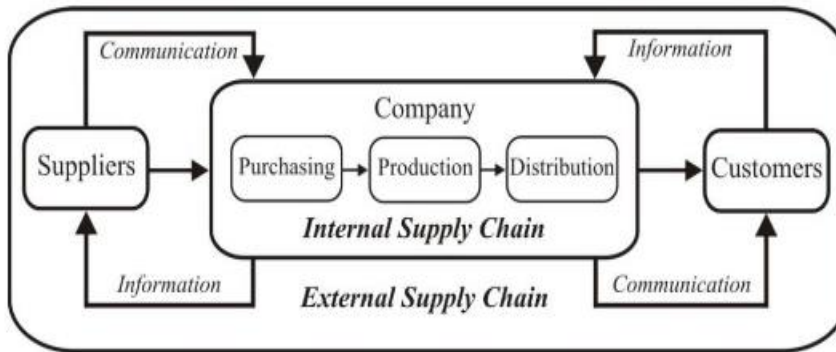 Communication
Information
Company
Suppliers
Purchasing
Production
Distribution
Customers
Internal Supply Chain
Information
External Supply Chain
Communication